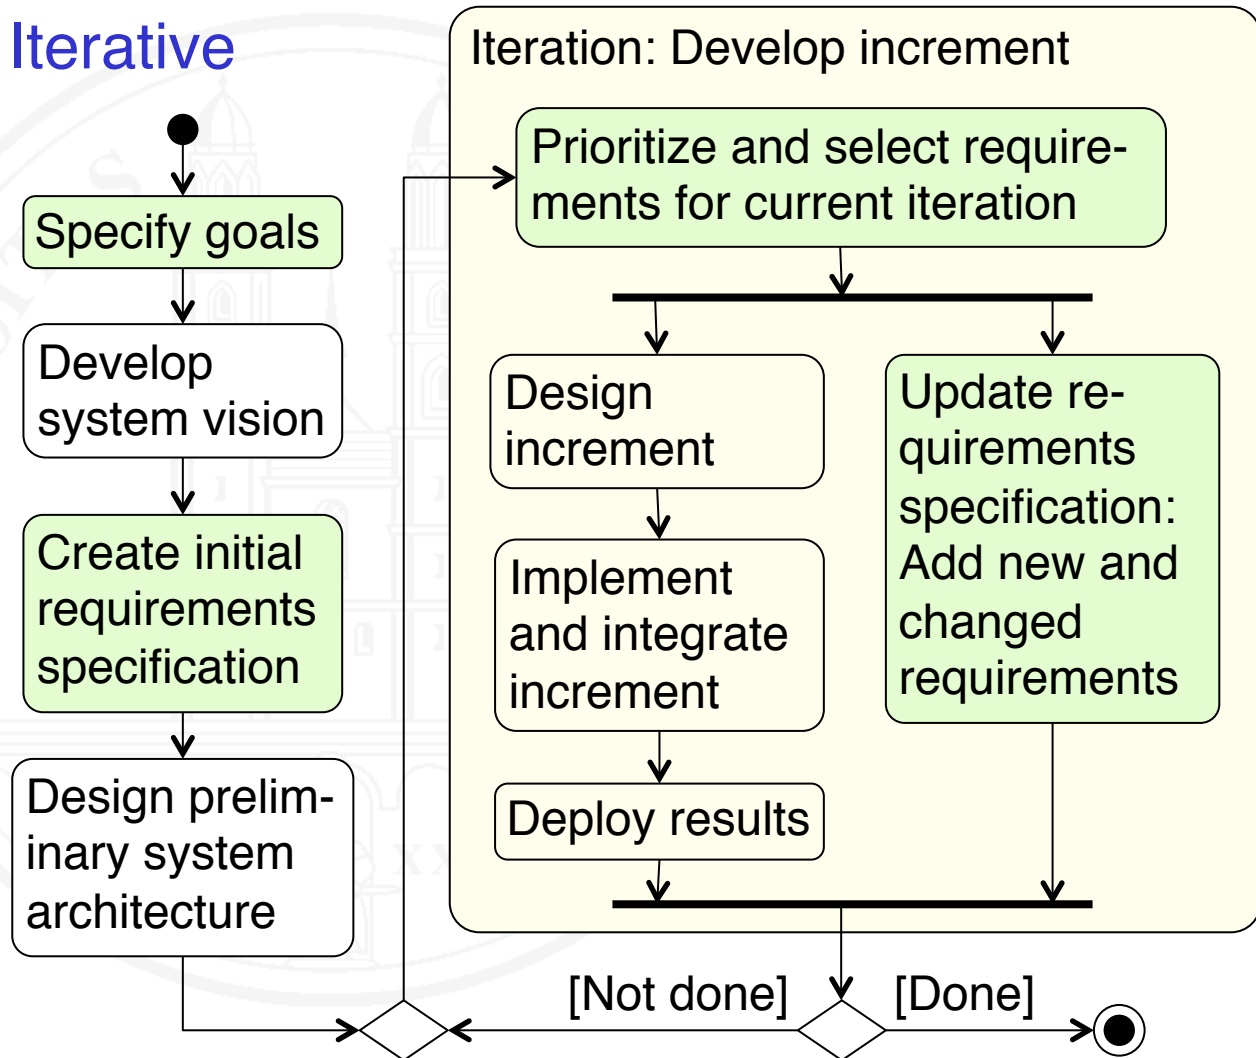 Iterative
Specify goals
Develop
system vision
Create initial
requirements
specification
Design prelim-
inary system
architecture
Iteration: Develop increment
Prioritize and select require-
ments for current iteration
Design
increment
Implement
and integrate
increment
Deploy results
Update re-
quirements
specification:
Add new and
changed
requirements
[Not done]
[Done]